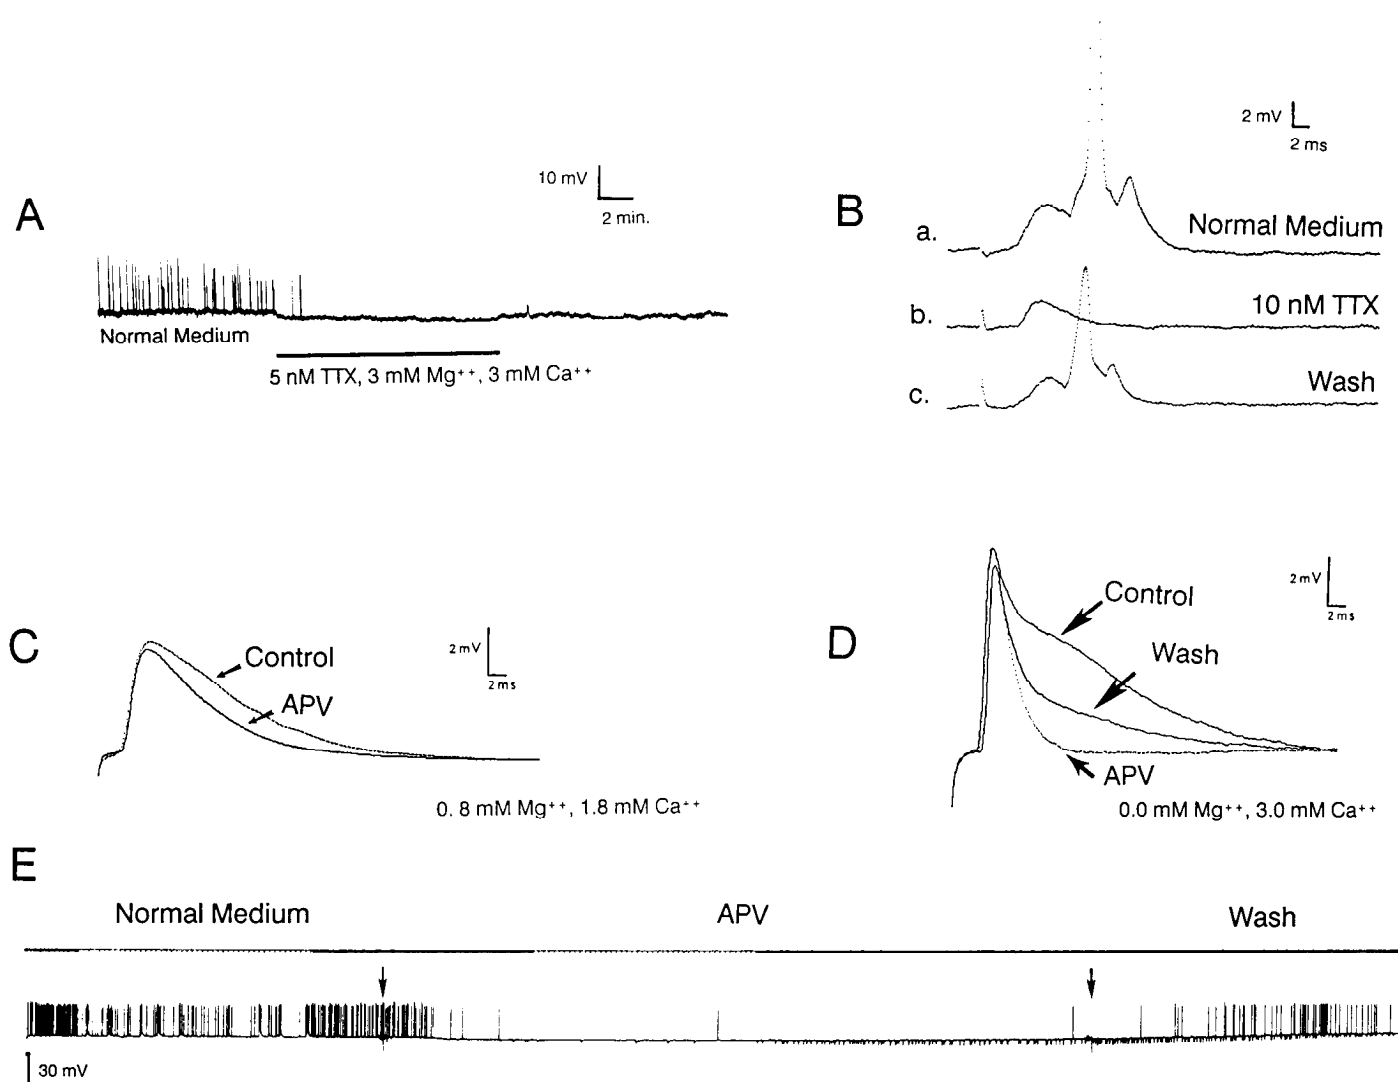 A
10 mV
2 min.
Normal Medium
5 nM TTX, 3 mM Mg++, 3 mM Ca++
B
2 mV
2 ms
a.
Normal Medium
b.
10 nM TTX
c.
Wash
C
Control
APV
2 mV
2 ms
0. 8 mM Mg++, 1.8 mM Ca++
D
Control
Wash
APV
2 mV
2 ms
0.0 mM Mg++, 3.0 mM Ca++
E
Normal Medium
APV
Wash
30 mV